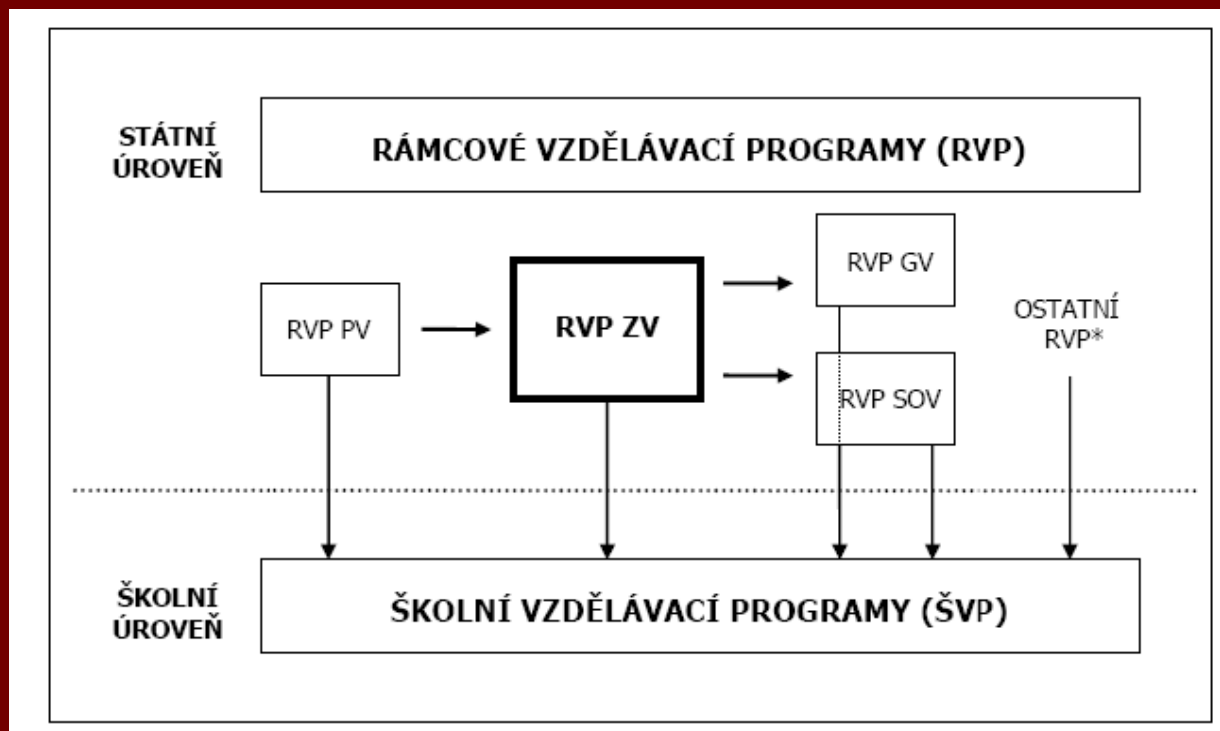 STÁTNÍ
ÚROVEŇ
RÁMCOVÉ VZDĚLÁVACÍ PROGRAMY (RVP)
RVP PV
RVP ZV
RVP GV
RVP SOV
OSTATNÍ
RVP*
ŠKOLNÍ
ÚROVEŇ
ŠKOLNÍ VZDĚLÁVACÍ PROGRAMY (ŠVP)